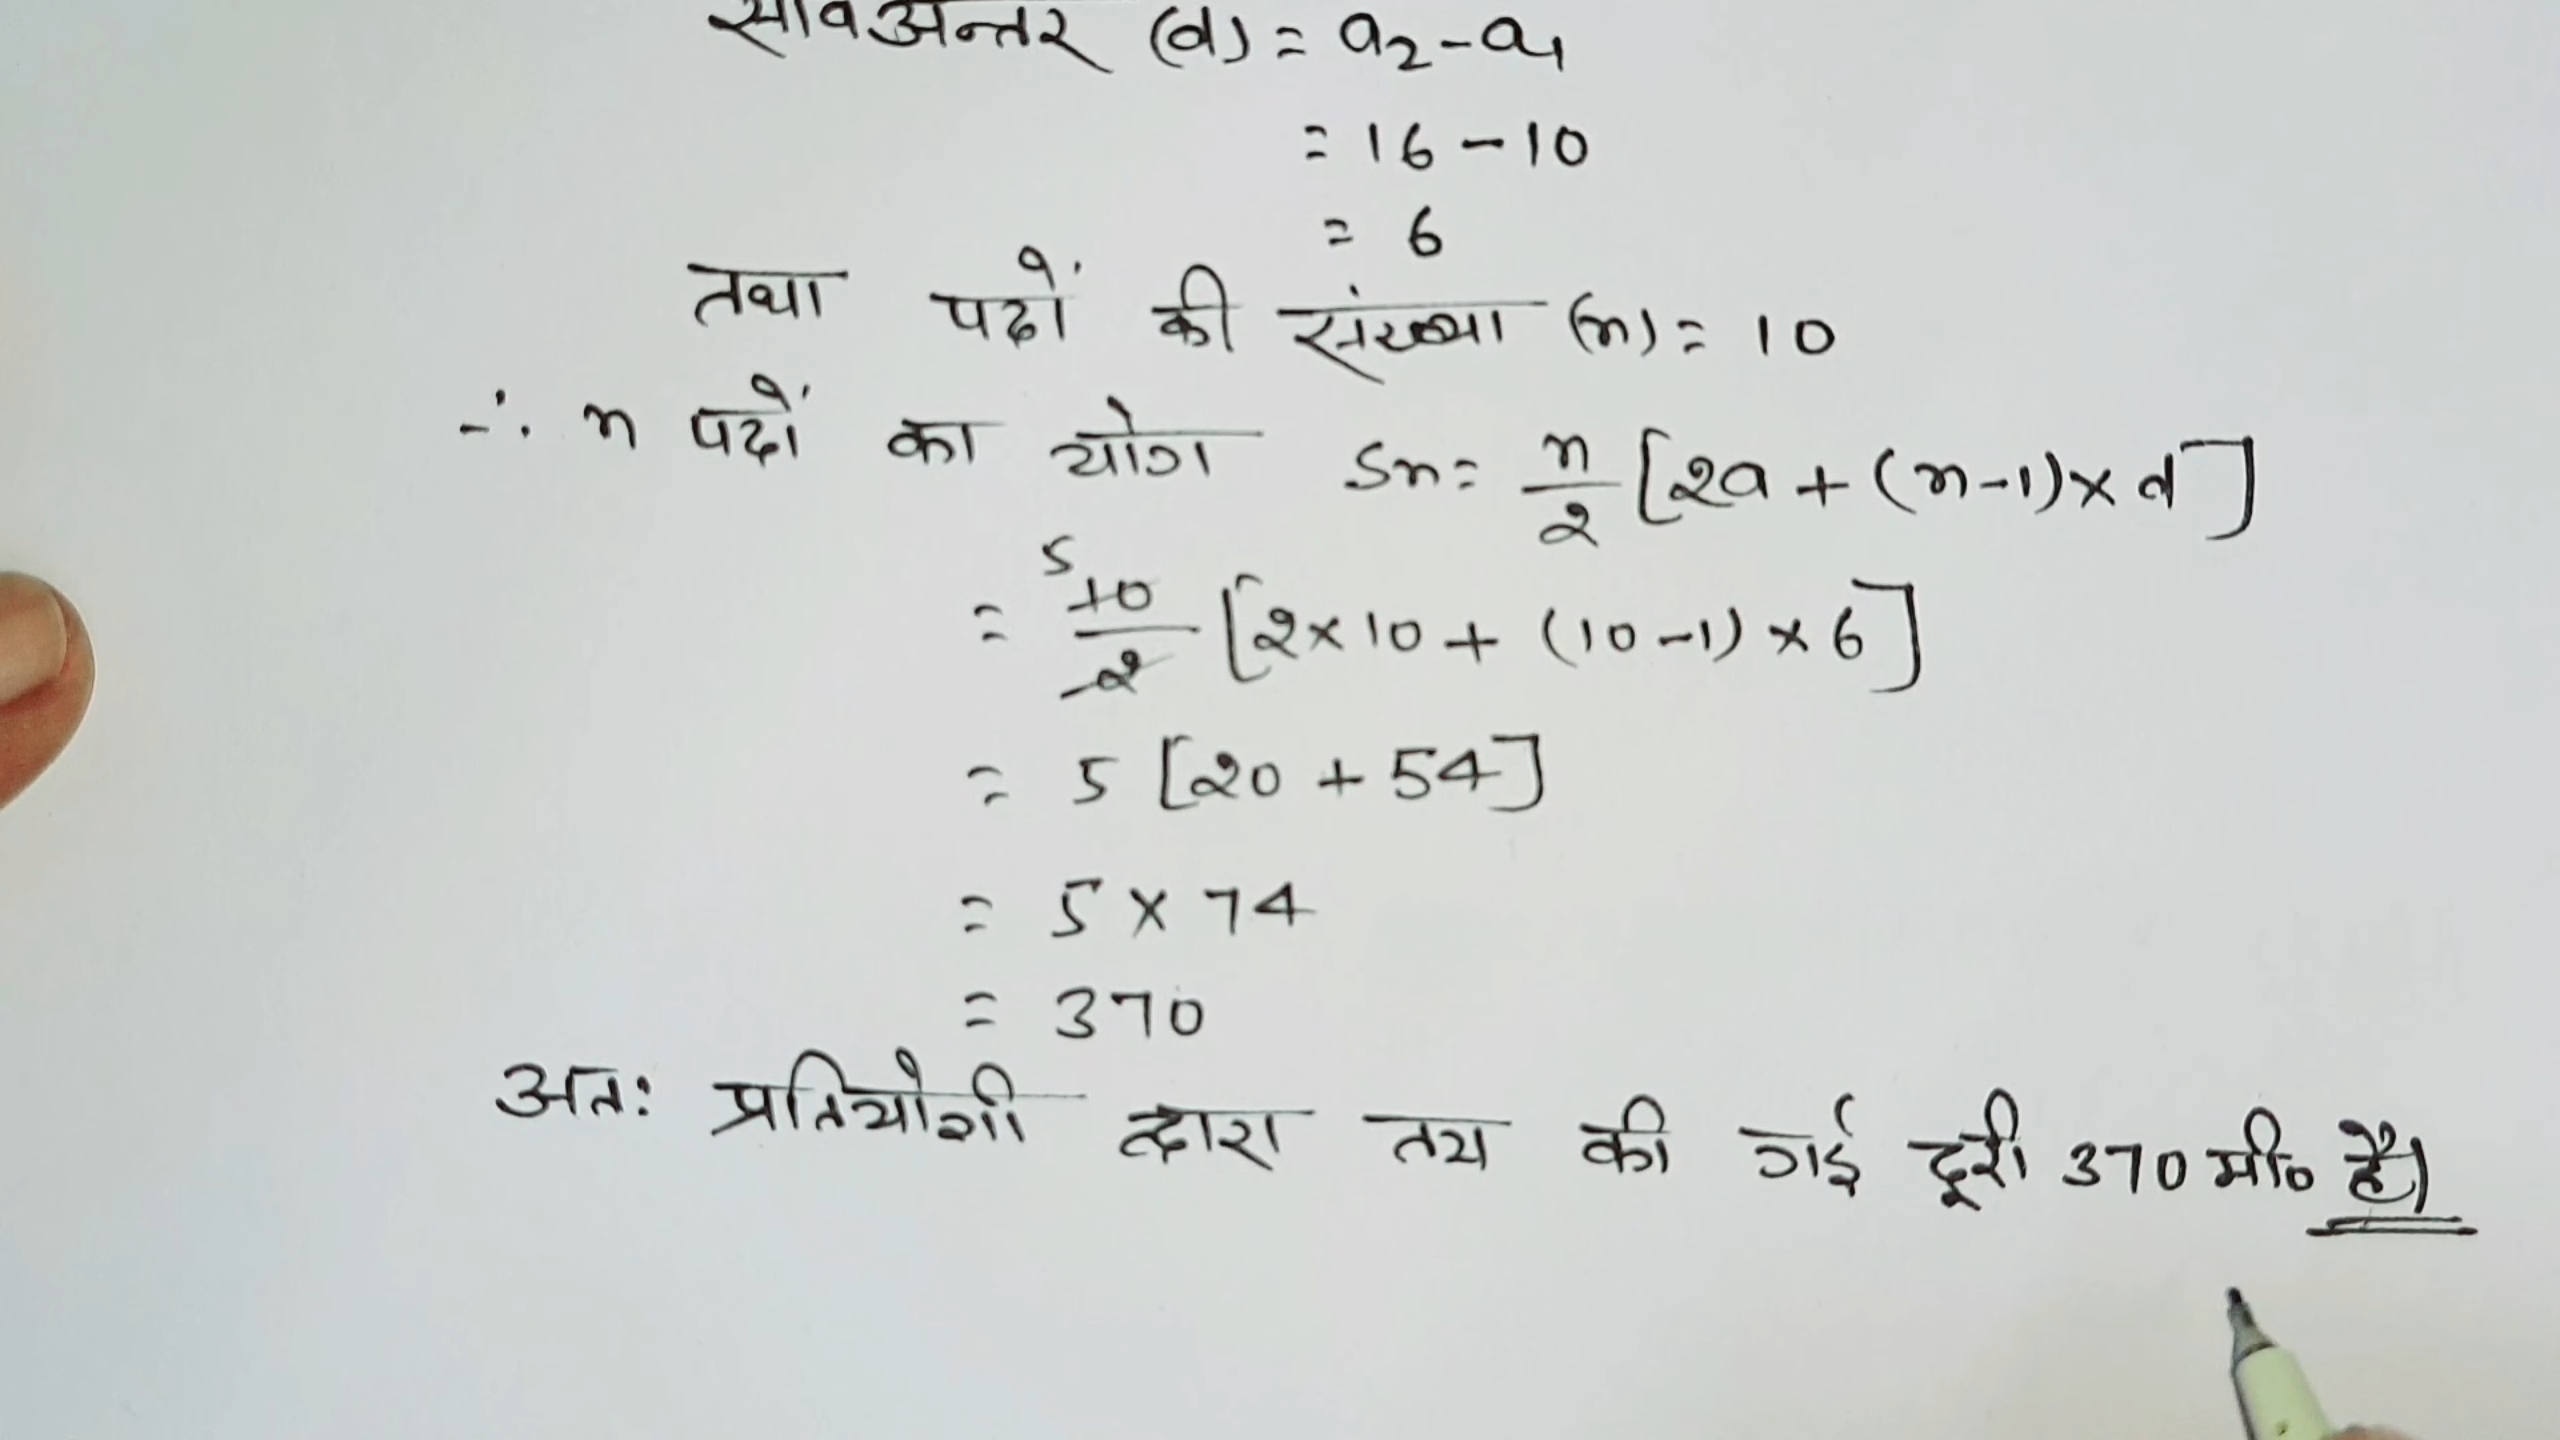 सार्वअन्तर (d) = a₂ - a₁
= 16 - 10
= 6
तथा पदों की संख्या (n) = 10
∴ n पदों का योग Sn = n/2 [2a + (n-1) × d]
= 5 10/2 [2×10 + (10-1) × 6]
= 5 [20 + 54]
= 5 × 74
= 370
अतः प्रतियोगी द्वारा तय की गई दूरी 370 मी० है।